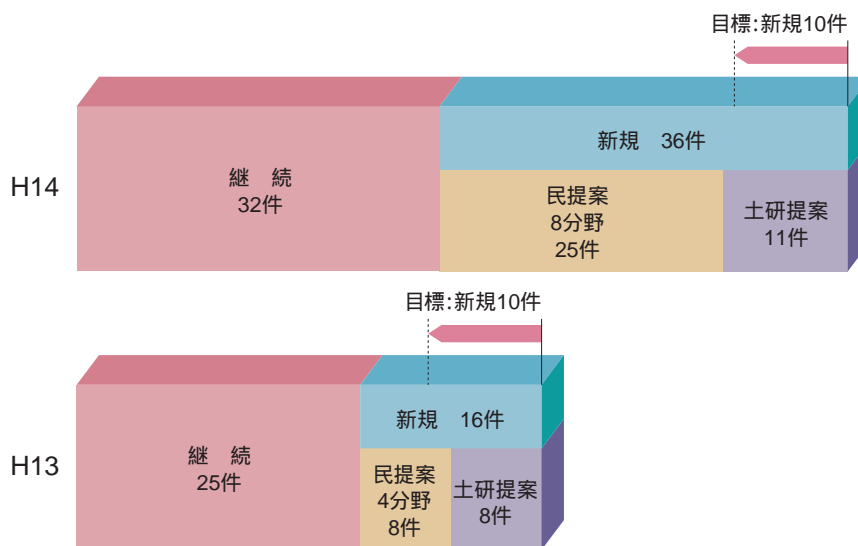 目標:新規10件
H14
継 続
32件
新規 36件
民提案
8分野
25件
土研提案
11件
目標:新規10件
H13
継 続
25件
新規 16件
民提案
4分野
8件
土研提案
8件